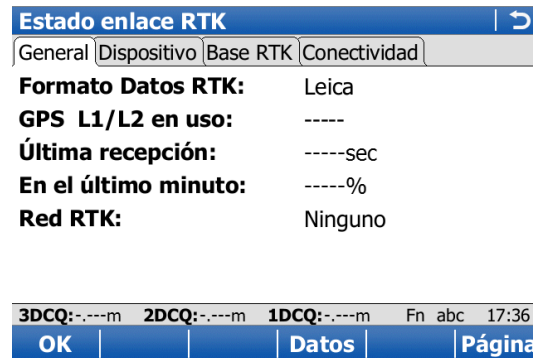 Estado enlace RTK
General Dispositivo Base RTK Conectividad
Formato Datos RTK: Leica
GPS L1/L2 en uso: -----
Última recepción: -----sec
En el último minuto: -----%
Red RTK: Ninguno
3DCQ:-.---m 2DCQ:-.---m 1DCQ:-.---m Fn abc 17:36
OK Datos Página